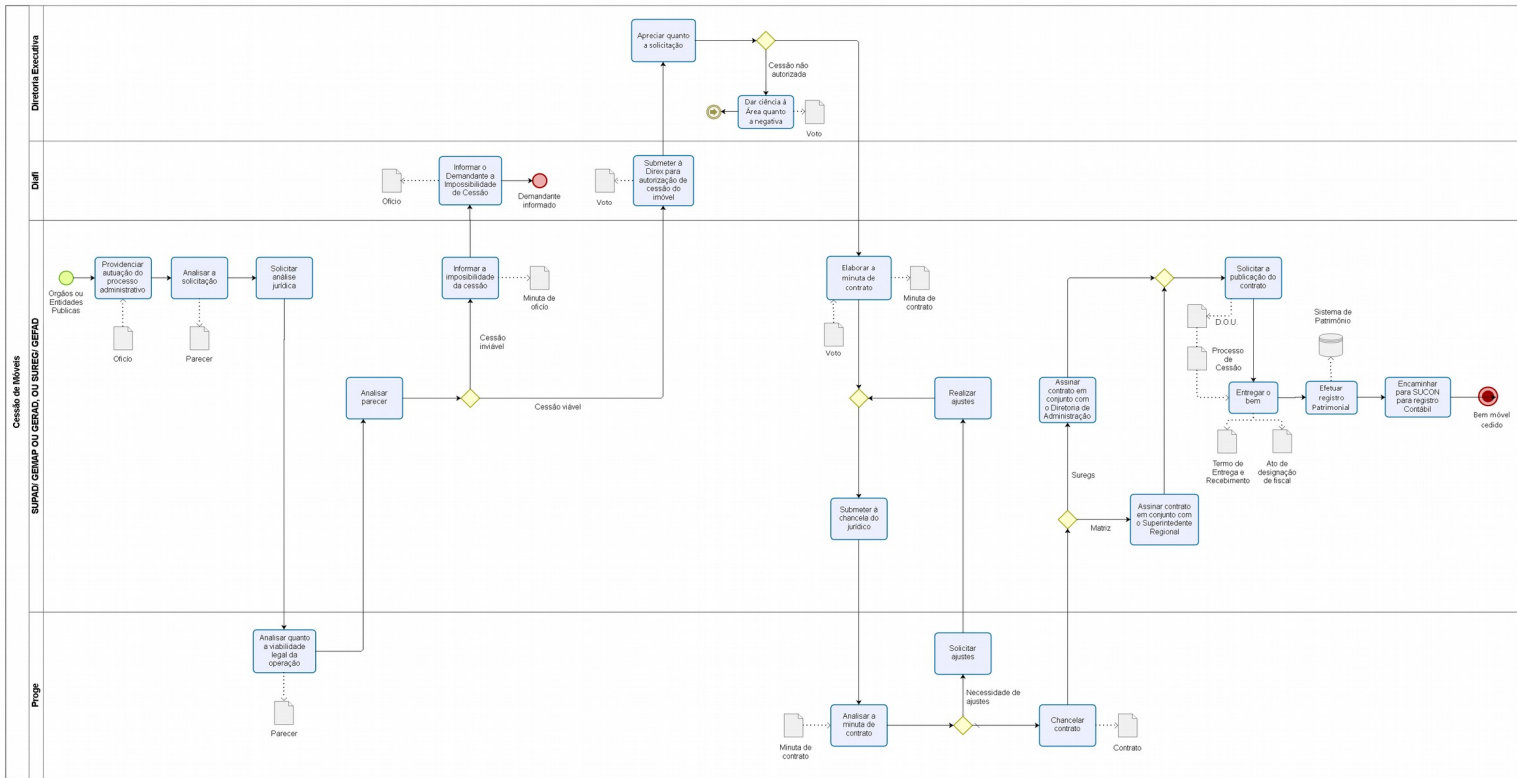 Cessão de Móveis
Diretoria Executiva
Apreciar quanto
a solicitação
Cessão não
autorizada
Dar ciência à
Área quanto
a negativa
Voto
Diafi
Informar o
Demandante a
Impossibilidade
de Cessão
Ofício
Demandante
informado
Submeter à
Direx para
autorização de
cessão do
imóvel
Voto
SUPAD/ GEMAP OU GERAD, OU SUREG/ GEFAD
Orgãos ou
Entidades
Publicas
Providenciar
autuação do
processo
administrativo
Ofício
Analisar a
solicitação
Parecer
Solicitar
análise
jurídica
Analisar
parecer
Cessão
inviável
Cessão viável
Informar a
imposibilidade
da cessão
Minuta de
ofício
Elaborar a
minuta de
contrato
Minuta de
contrato
Voto
Realizar
ajustes
Submeter à
chancela do
jurídico
Assinar
contrato em
conjunto com
o Diretoria de
Administração
Suregs
Matriz
Assinar contrato
em conjunto com
o Superintedente
Regional
Solicitar a
publicação do
contrato
D.O.U.
Processo
de
Cessão
Entregar o
bem
Termo de
Entrega e
Recebimento
Ato de
designação
de fiscal
Sistema de
Patrimônio
Efetuar
registro
Patrimonial
Encaminhar
para SUCON
para registro
Contábil
Bem móvel
cedido
Proge
Analisar quanto
a viabilidade
legal da
operação
Parecer
Minuta de
contrato
Analisar a
minuta de
contrato
Solicitar
ajustes
Necessidade de
ajustes
Chancelar
contrato
Contrato